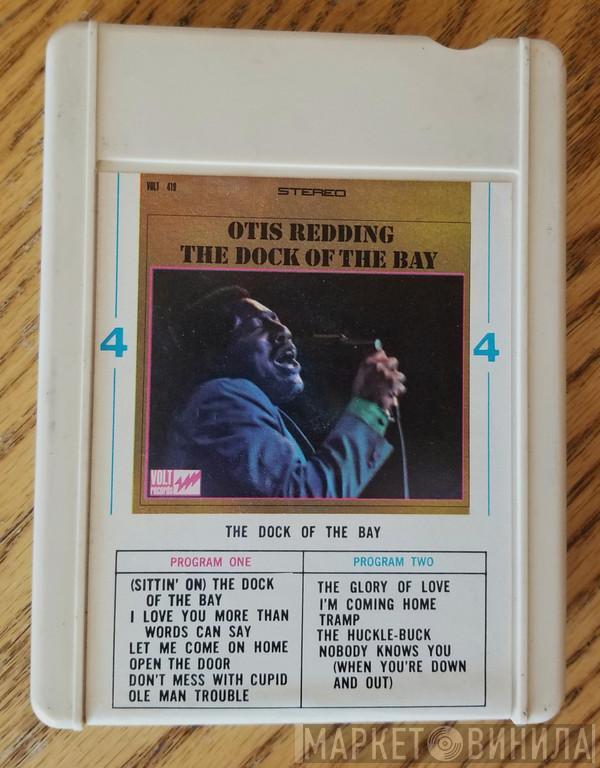 VOLT 419
STEREO
OTIS REDDING
THE DOCK OF THE BAY
4
4
VOLT
records
THE DOCK OF THE BAY
PROGRAM ONE
(SITTIN' ON) THE DOCK
OF THE BAY
I LOVE YOU MORE THAN
WORDS CAN SAY
LET ME COME ON HOME
OPEN THE DOOR
DON'T MESS WITH CUPID
OLE MAN TROUBLE
PROGRAM TWO
THE GLORY OF LOVE
I'M COMING HOME
TRAMP
THE HUCKLE-BUCK
NOBODY KNOWS YOU
(WHEN YOU'RE DOWN
AND OUT)
МАРКЕТ ВИНИЛА